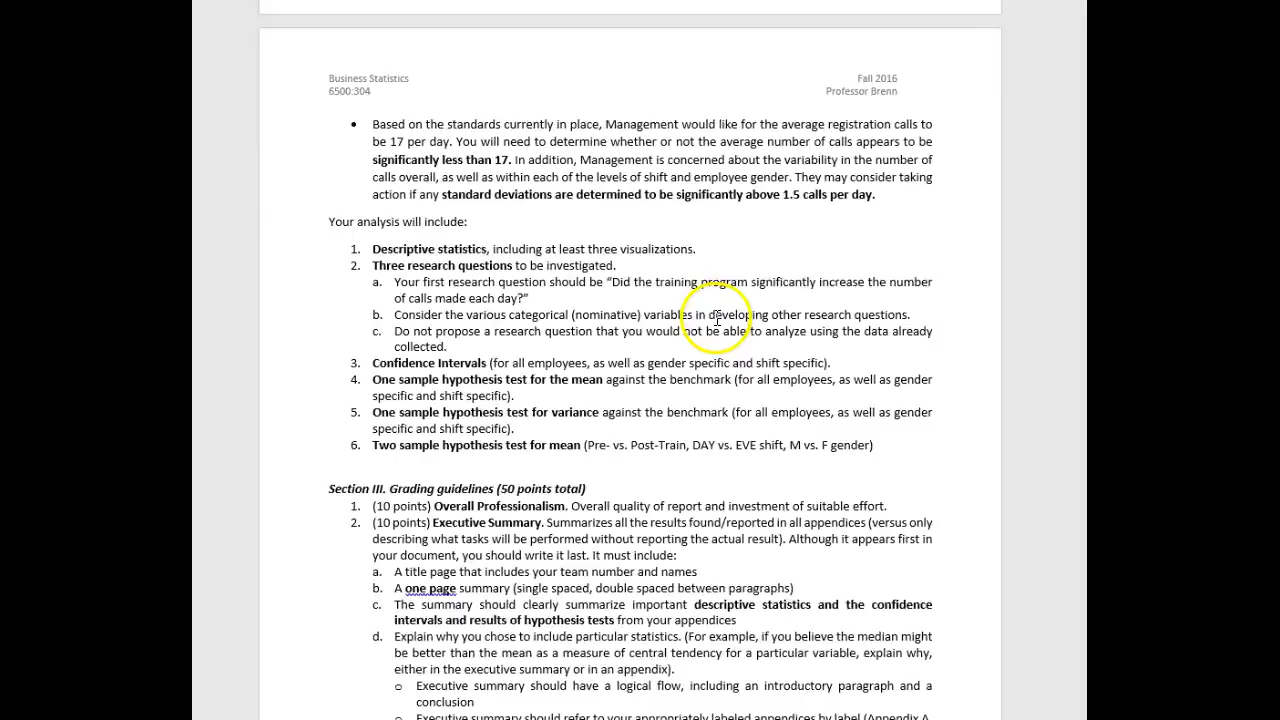 Business Statistics Fall 2016
6500:304 Professor Brenn
• Based on the standards currently in place, Management would like for the average registration calls to
be 17 per day. You will need to determine whether or not the average number of calls appears to be
significantly less than 17. In addition, Management is concerned about the variability in the number of
calls overall, as well as within each of the levels of shift and employee gender. They may consider taking
action if any standard deviations are determined to be significantly above 1.5 calls per day.
Your analysis will include:
1. Descriptive statistics, including at least three visualizations.
2. Three research questions to be investigated.
a. Your first research question should be “Did the training program significantly increase the number
of calls made each day?”
b. Consider the various categorical (nominative) variables in developing other research questions.
c. Do not propose a research question that you would not be able to analyze using the data already
collected.
3. Confidence Intervals (for all employees, as well as gender specific and shift specific).
4. One sample hypothesis test for the mean against the benchmark (for all employees, as well as gender
specific and shift specific).
5. One sample hypothesis test for variance against the benchmark (for all employees, as well as gender
specific and shift specific).
6. Two sample hypothesis test for mean (Pre- vs. Post-Train, DAY vs. EVE shift, M vs. F gender)
Section III. Grading guidelines (50 points total)
1. (10 points) Overall Professionalism. Overall quality of report and investment of suitable effort.
2. (10 points) Executive Summary. Summarizes all the results found/reported in all appendices (versus only
describing what tasks will be performed without reporting the actual result). Although it appears first in
your document, you should write it last. It must include:
a. A title page that includes your team number and names
b. A one page summary (single spaced, double spaced between paragraphs)
c. The summary should clearly summarize important descriptive statistics and the confidence
intervals and results of hypothesis tests from your appendices
d. Explain why you chose to include particular statistics. (For example, if you believe the median might
be better than the mean as a measure of central tendency for a particular variable, explain why,
either in the executive summary or in an appendix).
o Executive summary should have a logical flow, including an introductory paragraph and a
conclusion
o Executive summary should refer to your appropriately labeled appendices by label (Appendix A,